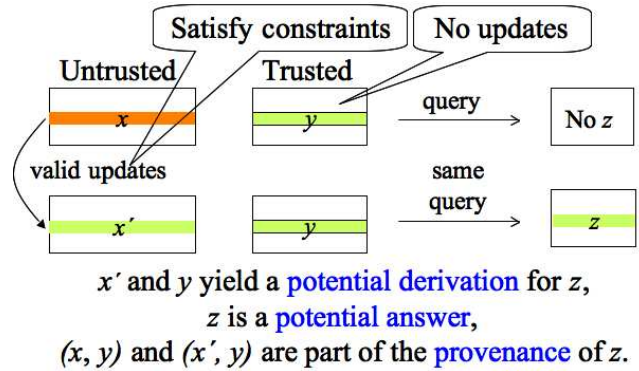 Satisfy constraints
No updates
Untrusted
Trusted
x
y
query
No z
valid updates
same
query
x′
y
z
x′ and y yield a potential derivation for z,
z is a potential answer,
(x, y) and (x′, y) are part of the provenance of z.